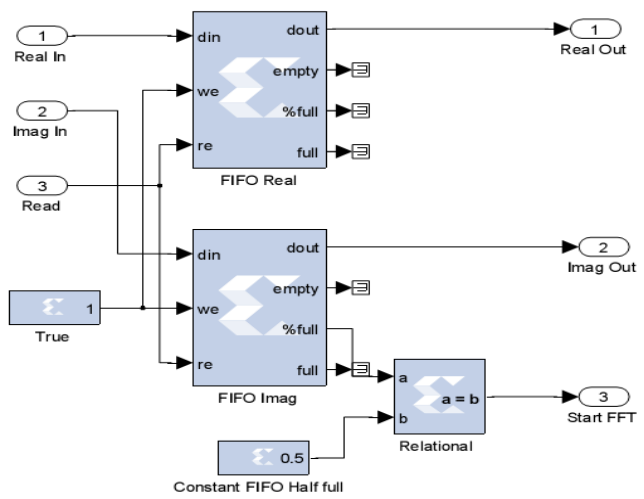 1
Real In
2
Imag In
3
Read
1
True
din
we
re
dout
empty
%full
full
FIFO Real
din
we
re
dout
empty
%full
full
FIFO Imag
0.5
Constant FIFO Half full
a
b
a = b
Relational
1
Real Out
2
Imag Out
3
Start FFT